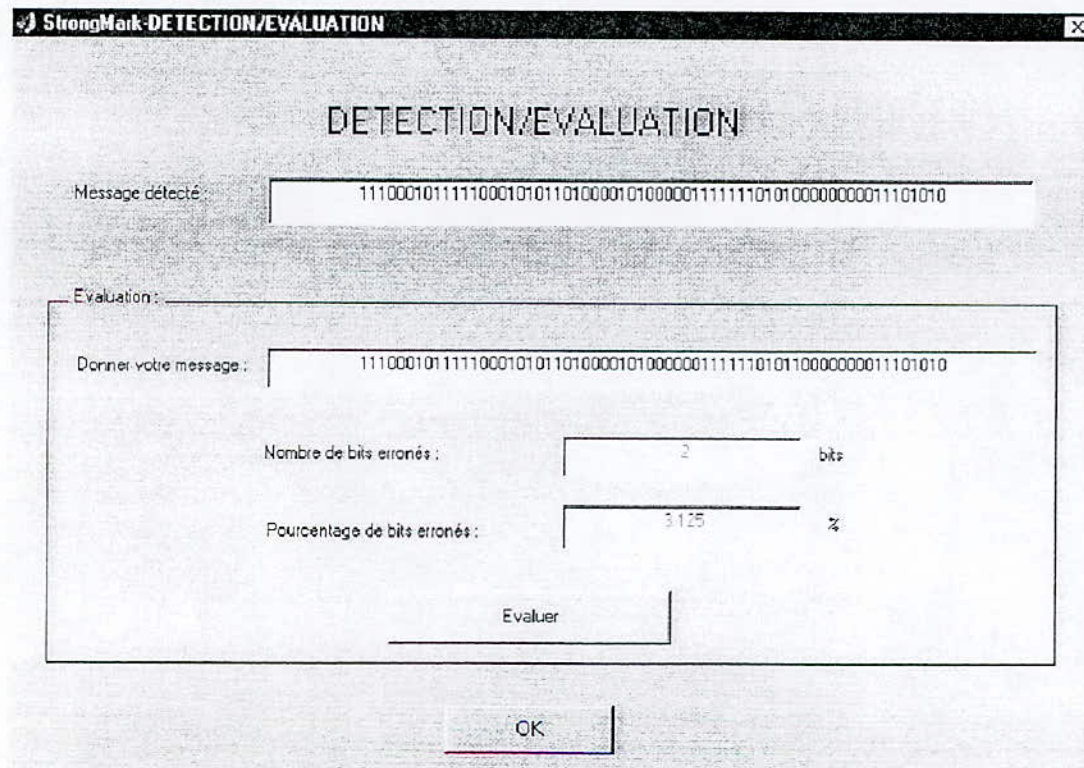 StrongMark-DETECTION/EVALUATION
DETECTION/EVALUATION
Message détecté :
1110001011111000101011010000101000001111111010100000000011101010
Evaluation :
Donner votre message :
1110001011111000101011010000101000000111111010110000000011101010
Nombre de bits erronés :
2
bits
Pourcentage de bits erronés :
3.125
%
Evaluer
OK